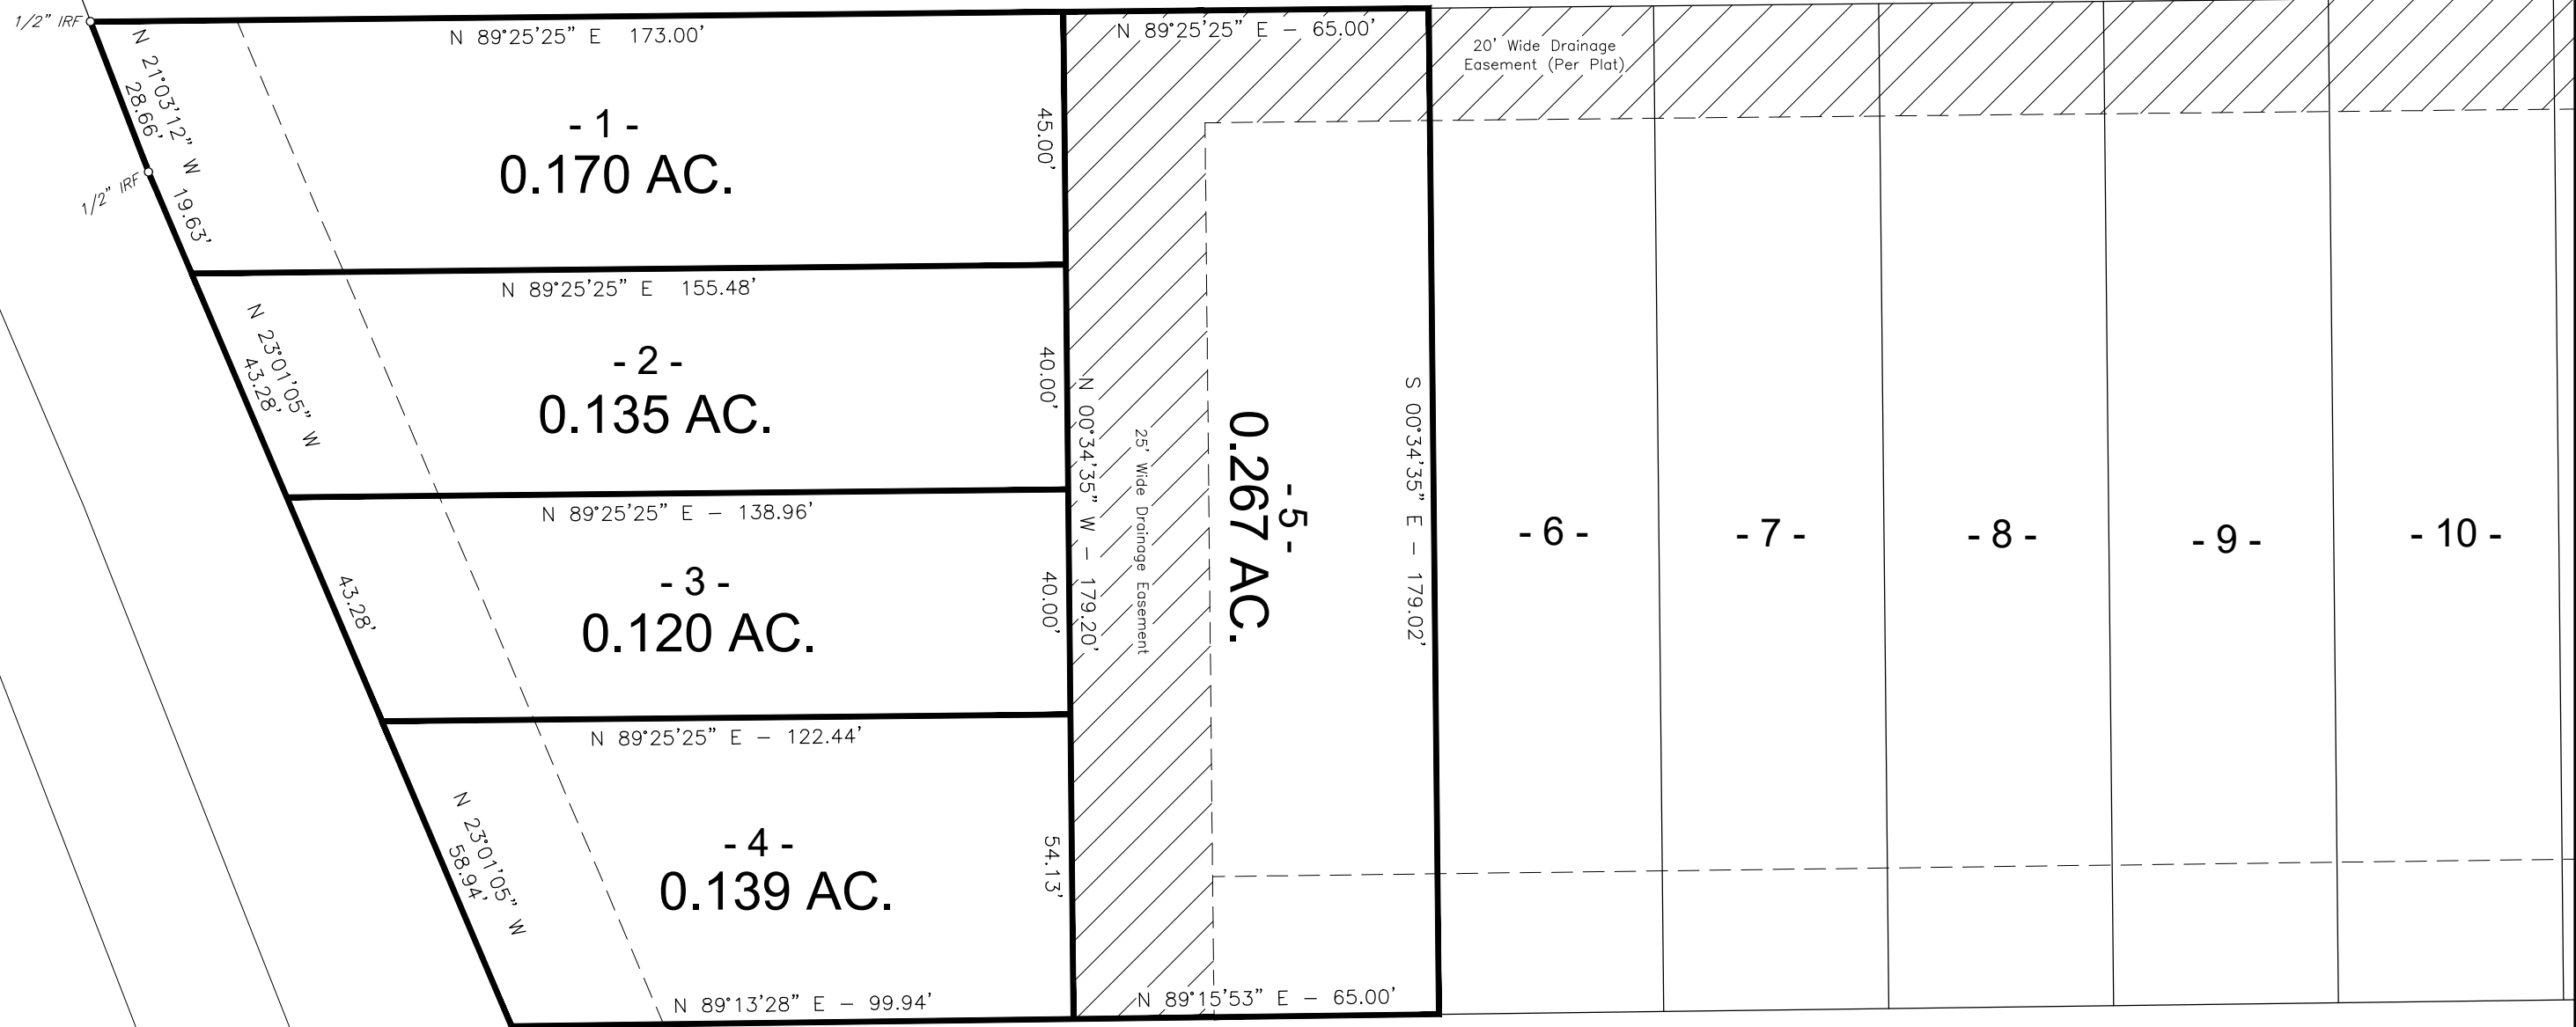 1/2" IRF
N 89°25'25" E 173.00'
N 89°25'25" E – 65.00'
20' Wide Drainage
Easement (Per Plat)
N 21°03'12" W
28.66'
1/2" IRF
19.63'
- 1 -
0.170 AC.
45.00'
N 89°25'25" E 155.48'
N 23°01'05" W
43.28'
- 2 -
0.135 AC.
40.00'
N 00°34'35" W – 179.20'
25' Wide Drainage Easement
- 5 -
0.267 AC.
S 00°34'35" E – 179.02'
- 6 -
- 7 -
- 8 -
- 9 -
- 10 -
N 89°25'25" E – 138.96'
43.28'
- 3 -
0.120 AC.
40.00'
N 89°25'25" E – 122.44'
N 23°01'05" W
58.94'
- 4 -
0.139 AC.
54.13'
N 89°13'28" E – 99.94'
N 89°15'53" E – 65.00'